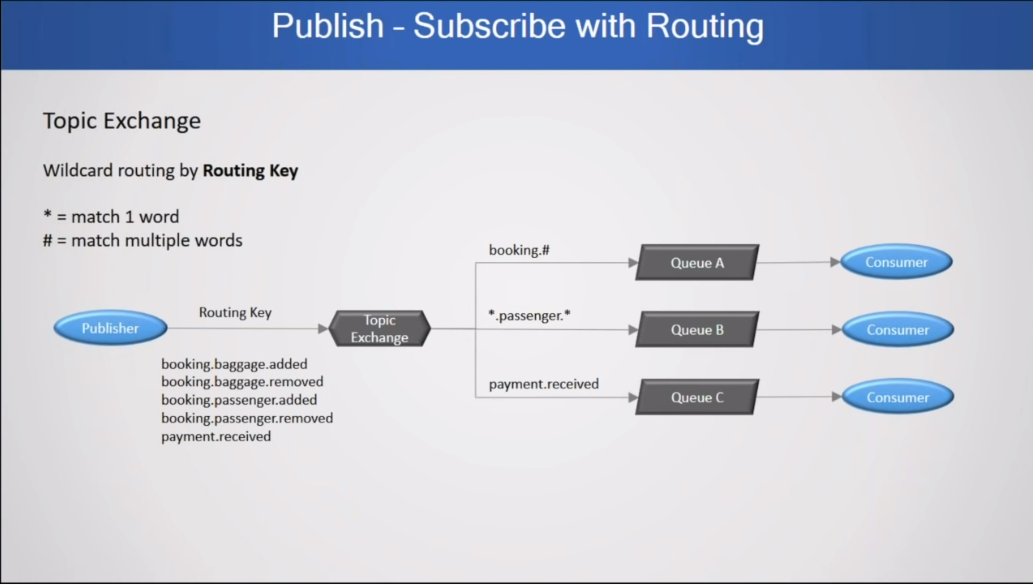 Publish – Subscribe with Routing
Topic Exchange
Wildcard routing by Routing Key
* = match 1 word
# = match multiple words
Publisher
Routing Key
booking.baggage.added
booking.baggage.removed
booking.passenger.added
booking.passenger.removed
payment.received
Topic
Exchange
booking.#
Queue A
Consumer
*.passenger.*
Queue B
Consumer
payment.received
Queue C
Consumer